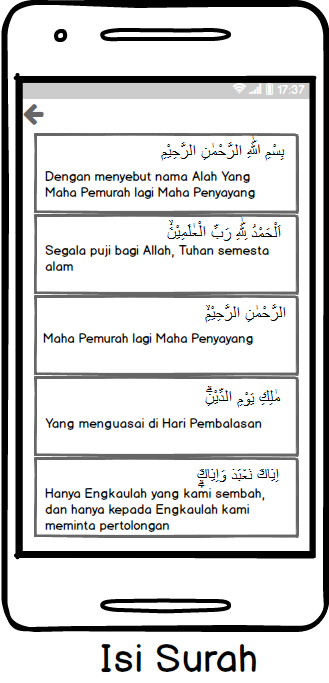 17:37
بِسْمِ اللّٰهِ الرَّحْمٰنِ الرَّحِيْمِ
Dengan menyebut nama Alah Yang
Maha Pemurah lagi Maha Penyayang
اَلْحَمْدُ لِلّٰهِ رَبِّ الْعٰلَمِيْنَۙ
Segala puji bagi Allah, Tuhan semesta
alam
الرَّحْمٰنِ الرَّحِيْمِۙ
Maha Pemurah lagi Maha Penyayang
مٰلِكِ يَوْمِ الدِّيْنِۗ
Yang menguasai di Hari Pembalasan
اِيَّاكَ نَعْبُدُ وَاِيَّاكَ
Hanya Engkaulah yang kami sembah,
dan hanya kepada Engkaulah kami
meminta pertolongan
Isi Surah